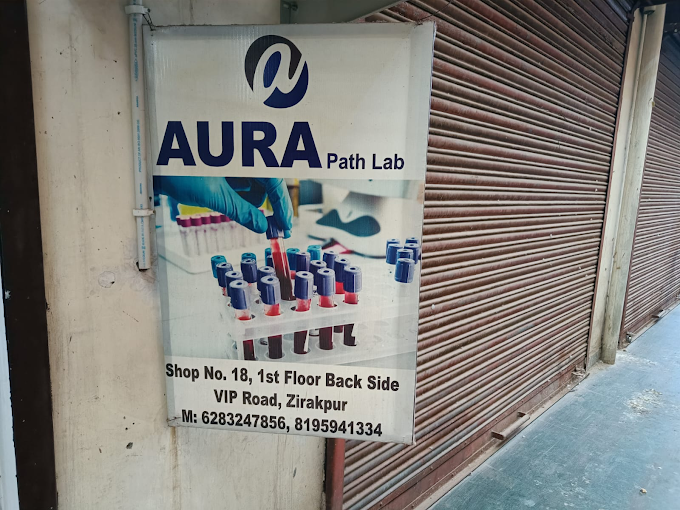 AURA Path Lab
Shop No. 18, 1st Floor Back Side
VIP Road, Zirakpur
M: 6283247856, 8195941334